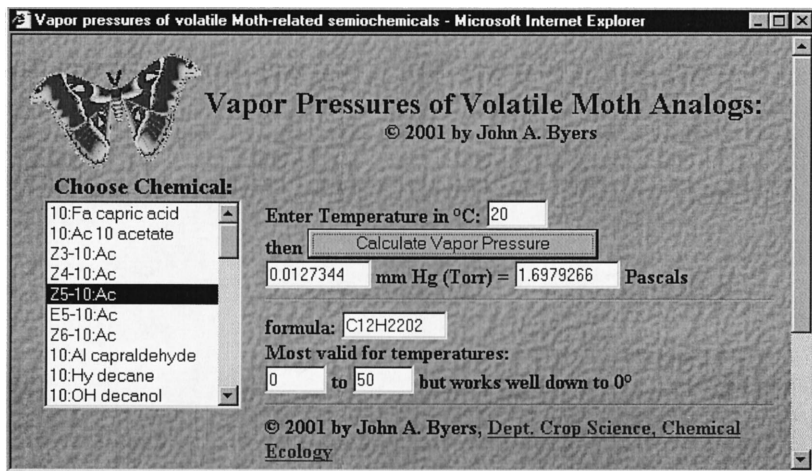 Vapor pressures of volatile Moth-related semiochemicals - Microsoft Internet Explorer
Vapor Pressures of Volatile Moth Analogs:
© 2001 by John A. Byers
Choose Chemical:
10:Fa capric acid
10:Ac 10 acetate
Z3-10:Ac
Z4-10:Ac
Z5-10:Ac
E5-10:Ac
Z6-10:Ac
10:Al capraldehyde
10:Hy decane
10:OH decanol
Enter Temperature in °C: 20
then Calculate Vapor Pressure
0.0127344 mm Hg (Torr) = 1.6979266 Pascals
formula: C12H22O2
Most valid for temperatures:
0 to 50 but works well down to 0°
© 2001 by John A. Byers, Dept. Crop Science, Chemical
Ecology